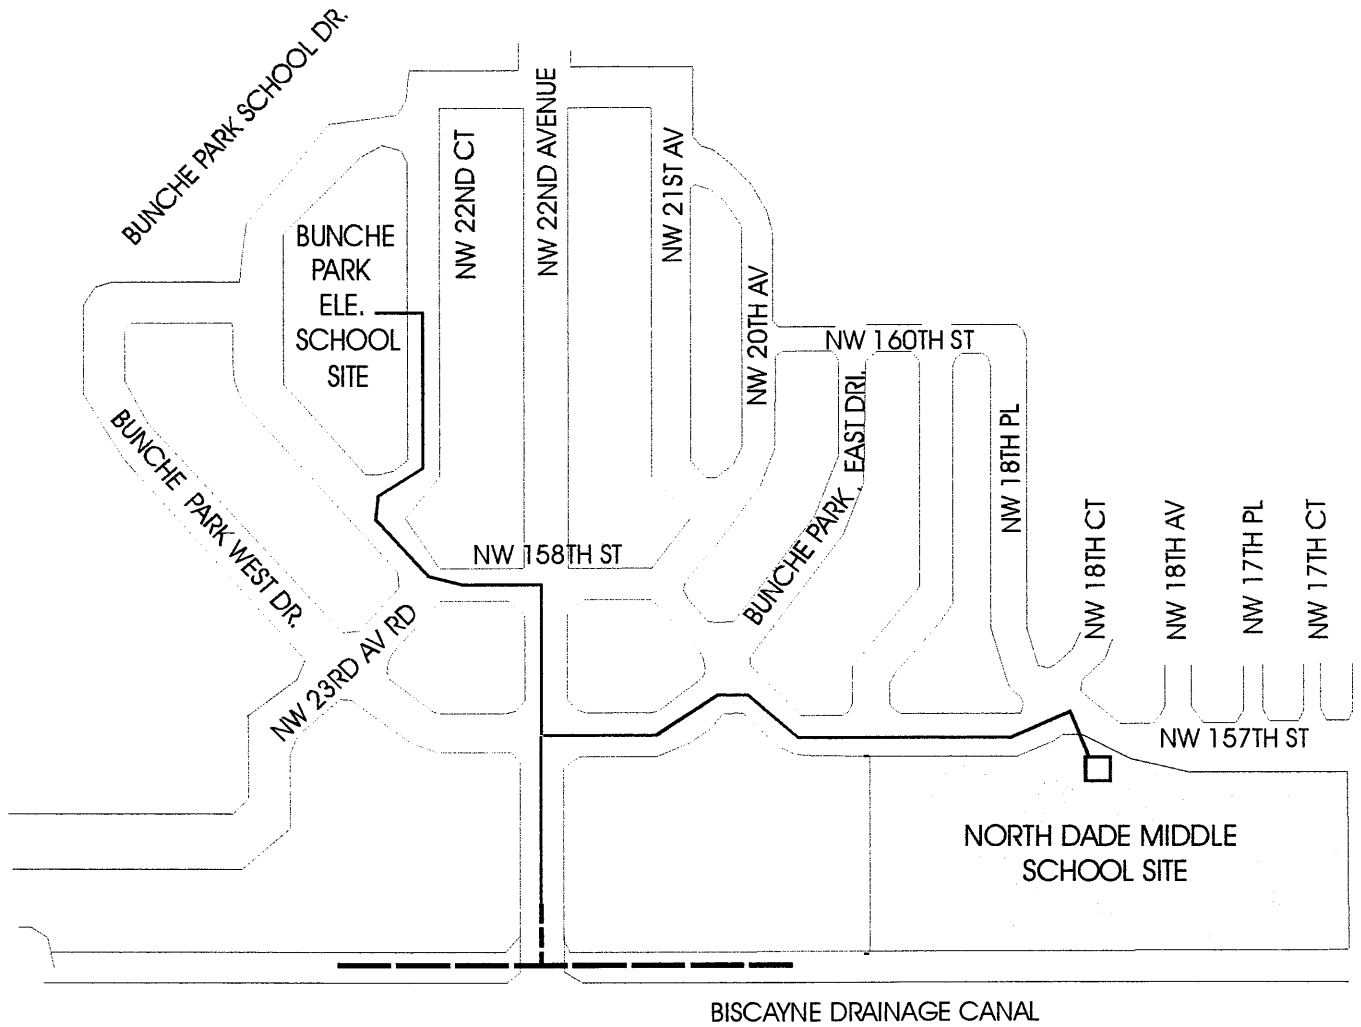 BUNCHE PARK SCHOOL DR.
NW 22ND CT
NW 22ND AVENUE
NW 21ST AV
BUNCHE
PARK
ELE.
SCHOOL
SITE
NW 20TH AV
NW 160TH ST
BUNCHE PARK WEST DR.
BUNCHE PARK EAST DRI.
NW 18TH PL
NW 18TH CT
NW 18TH AV
NW 17TH PL
NW 17TH CT
NW 158TH ST
NW 23RD AV RD
NW 157TH ST
NORTH DADE MIDDLE
SCHOOL SITE
BISCAYNE DRAINAGE CANAL